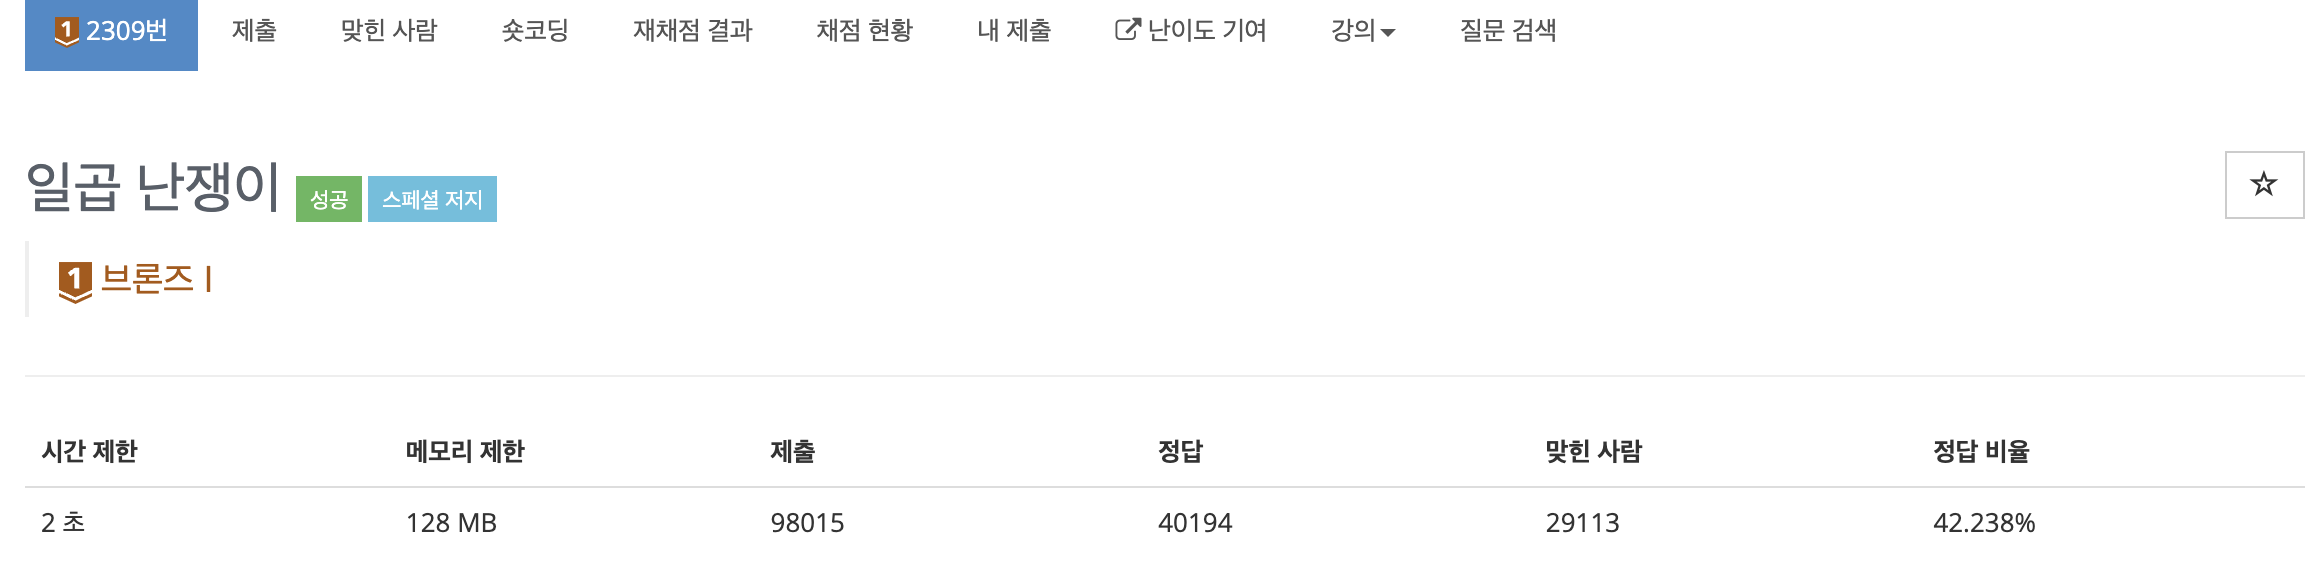 1 2309번 제출 맞힌 사람 숏코딩 재채점 결과 채점 현황 내 제출 난이도 기여 강의 질문 검색
일곱 난쟁이 성공 스페셜 저지
1 브론즈 I
시간 제한 메모리 제한 제출 정답 맞힌 사람 정답 비율
2 초 128 MB 98015 40194 29113 42.238%